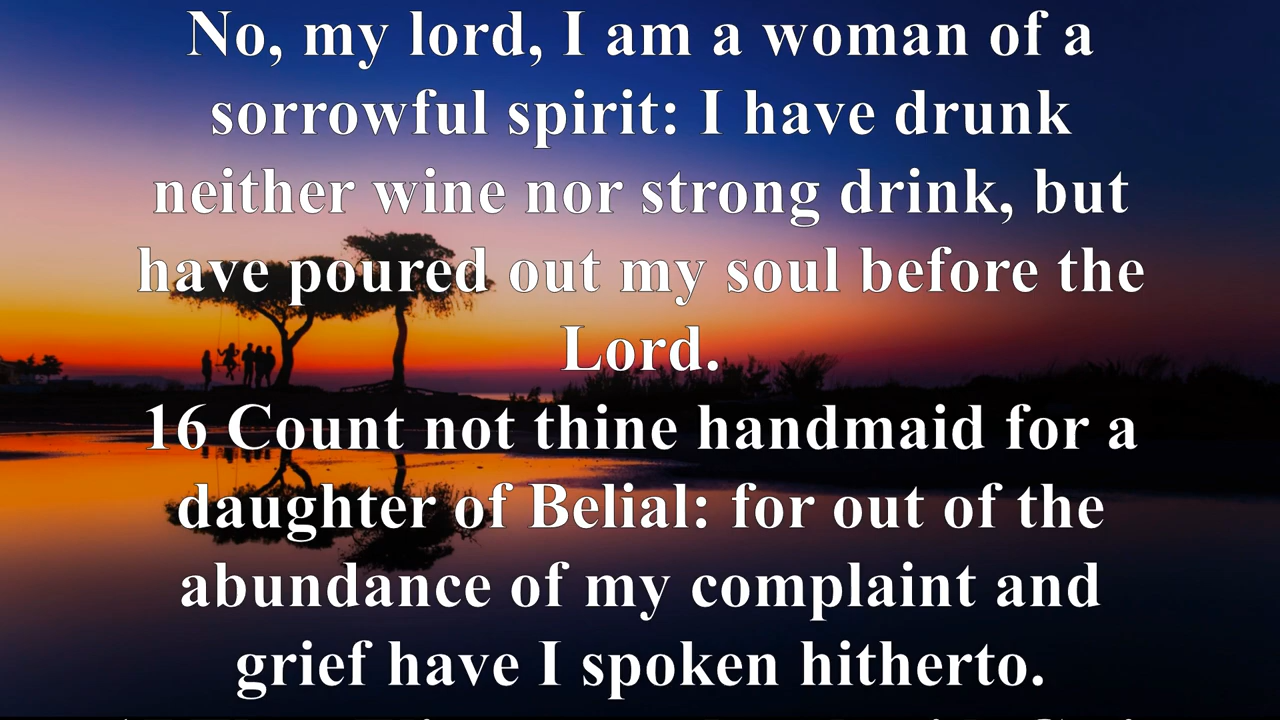 No, my lord, I am a woman of a
sorrowful spirit: I have drunk
neither wine nor strong drink, but
have poured out my soul before the
Lord.
16 Count not thine handmaid for a
daughter of Belial: for out of the
abundance of my complaint and
grief have I spoken hitherto.